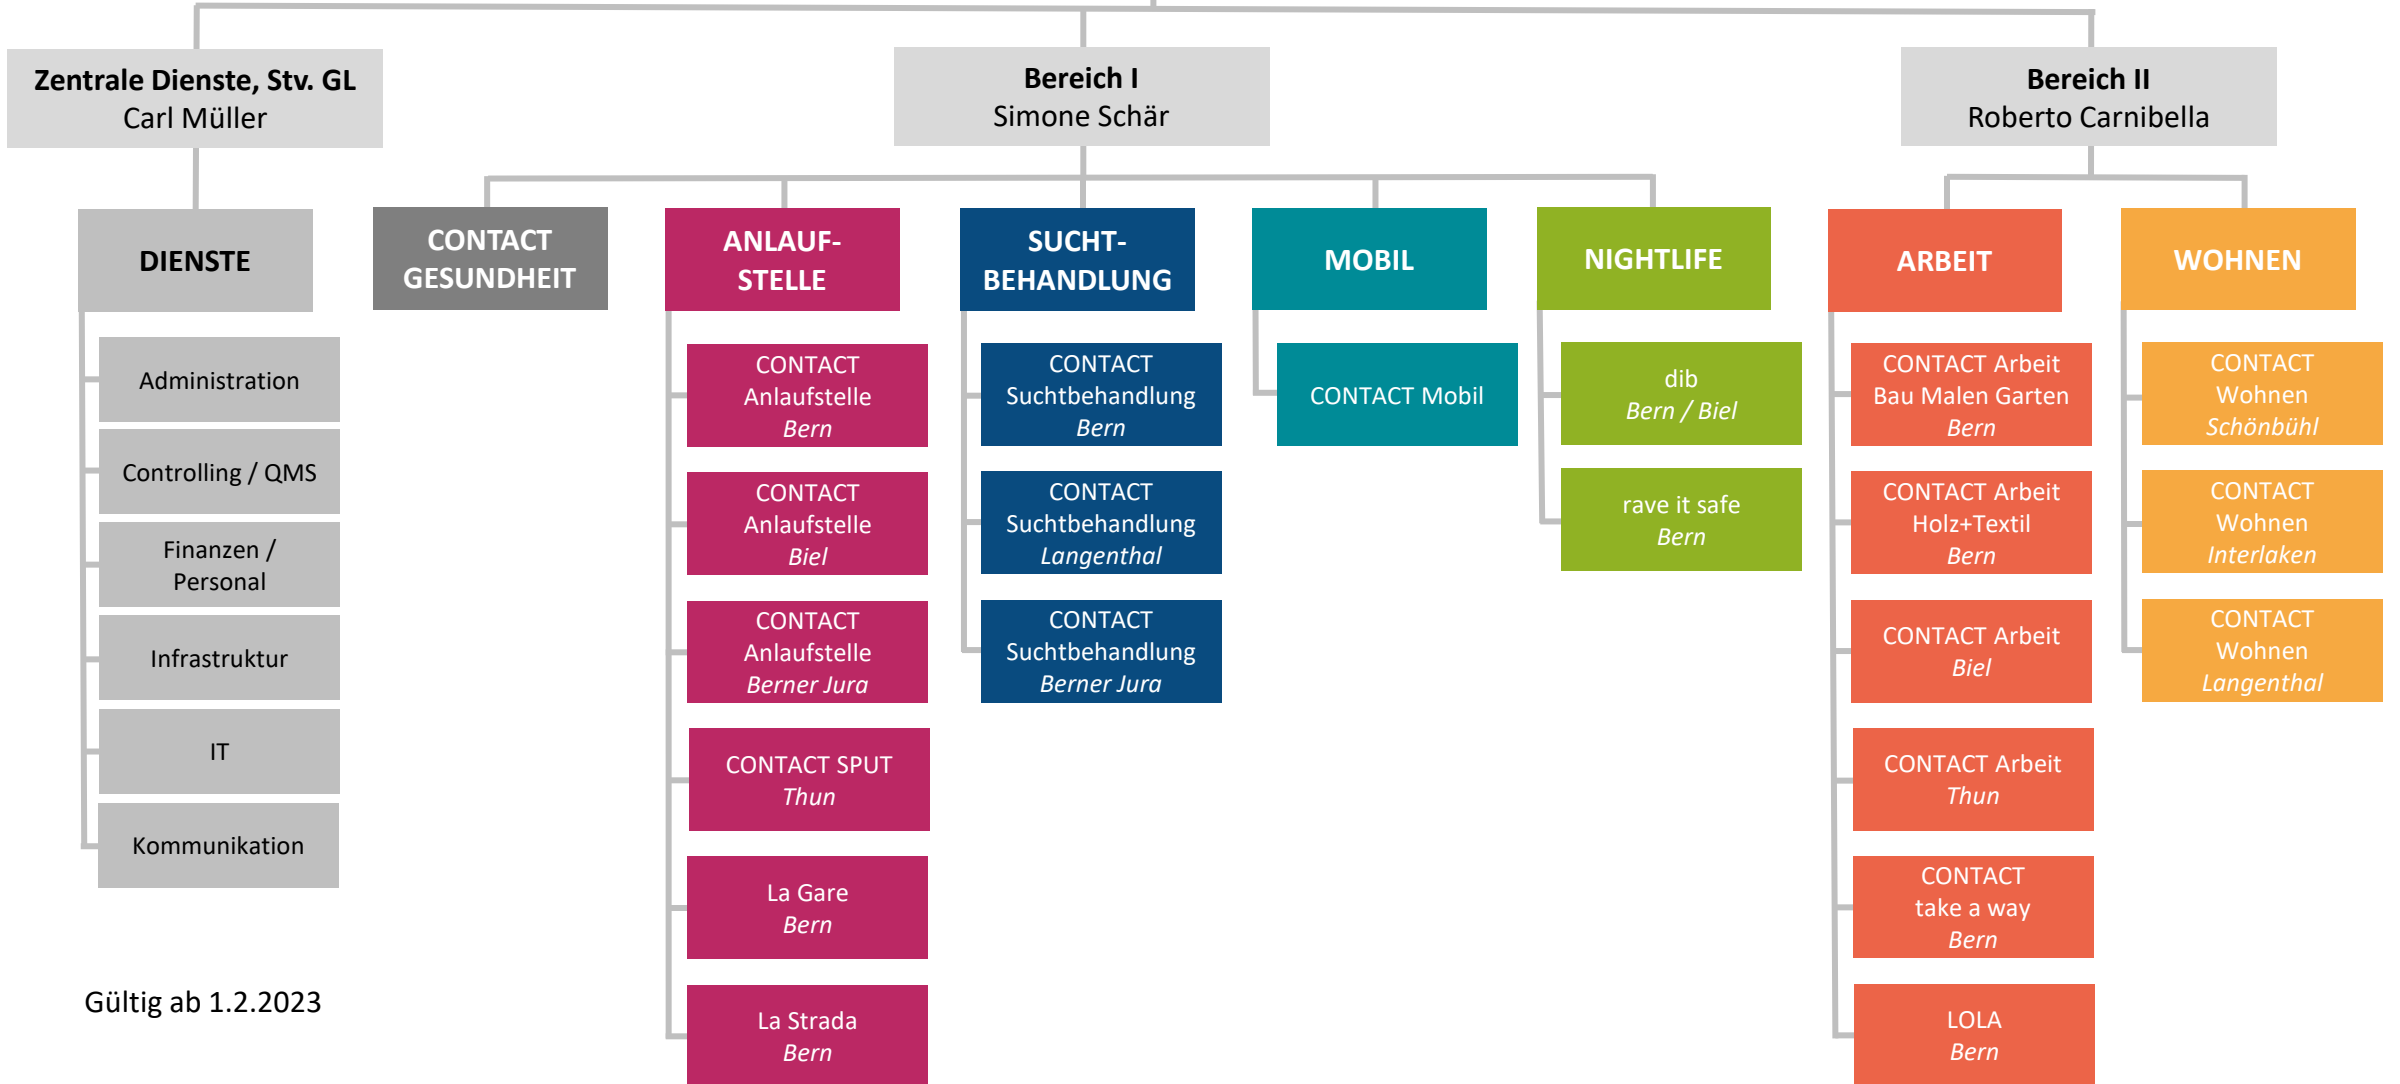 Zentrale Dienste, Stv. GL
Carl Müller
Bereich I
Simone Schär
Bereich II
Roberto Carnibella
DIENSTE
Administration
Controlling / QMS
Finanzen /
Personal
Infrastruktur
IT
Kommunikation
CONTACT
GESUNDHEIT
ANLAUF-
STELLE
CONTACT
Anlaufstelle
Bern
CONTACT
Anlaufstelle
Biel
CONTACT
Anlaufstelle
Berner Jura
CONTACT SPUT
Thun
La Gare
Bern
La Strada
Bern
SUCHT-
BEHANDLUNG
CONTACT
Suchtbehandlung
Bern
CONTACT
Suchtbehandlung
Langenthal
CONTACT
Suchtbehandlung
Berner Jura
MOBIL
CONTACT Mobil
NIGHTLIFE
dib
Bern / Biel
rave it safe
Bern
ARBEIT
CONTACT Arbeit
Bau Malen Garten
Bern
CONTACT Arbeit
Holz+Textil
Bern
CONTACT Arbeit
Biel
CONTACT Arbeit
Thun
CONTACT
take a way
Bern
LOLA
Bern
WOHNEN
CONTACT
Wohnen
Schönbühl
CONTACT
Wohnen
Interlaken
CONTACT
Wohnen
Langenthal
Gültig ab 1.2.2023